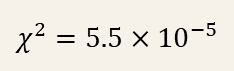 χ² = 5.5 × 10⁻⁵